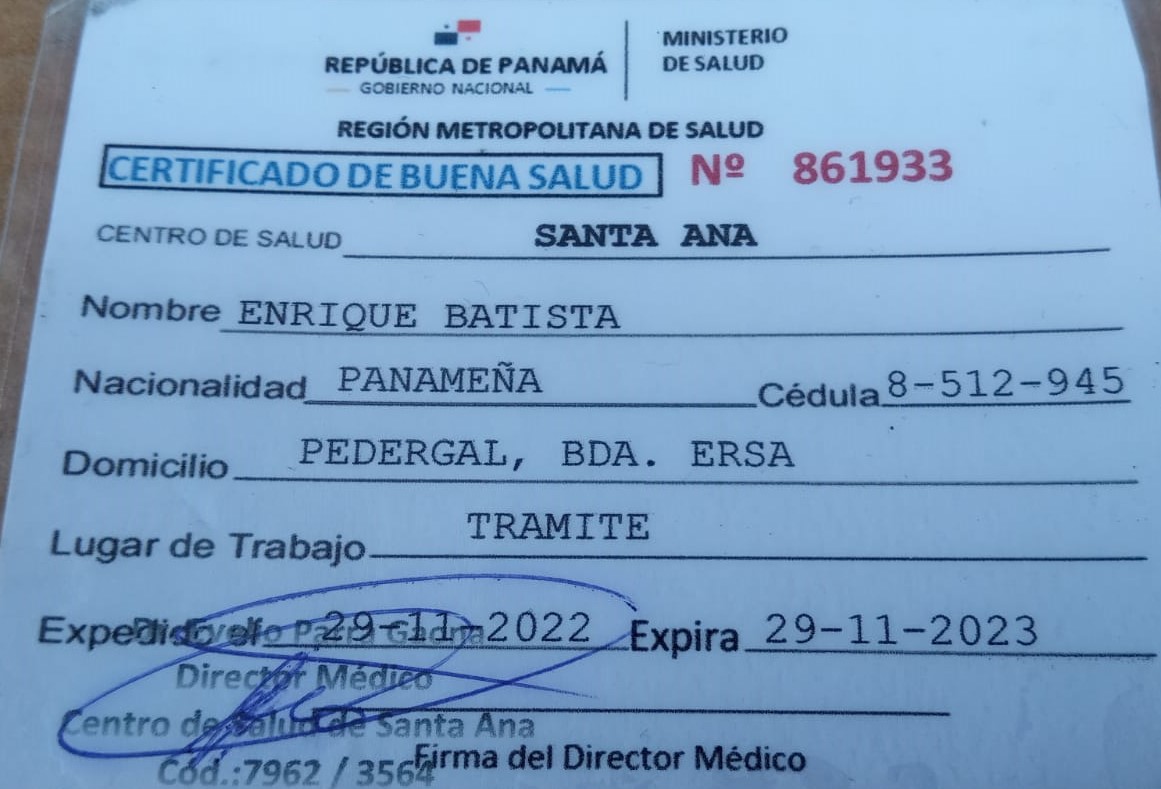 REPÚBLICA DE PANAMÁ
GOBIERNO NACIONAL
MINISTERIO
DE SALUD
REGIÓN METROPOLITANA DE SALUD
CERTIFICADO DE BUENA SALUD Nº 861933
CENTRO DE SALUD SANTA ANA
Nombre ENRIQUE BATISTA
Nacionalidad PANAMEÑA Cédula 8-512-945
Domicilio PEDERGAL, BDA. ERSA
Lugar de Trabajo TRAMITE
Expedido el 29-11-2022 Expira 29-11-2023
Director Médico
Centro de Salud de Santa Ana
Cód.:7962 / 3564
Firma del Director Médico